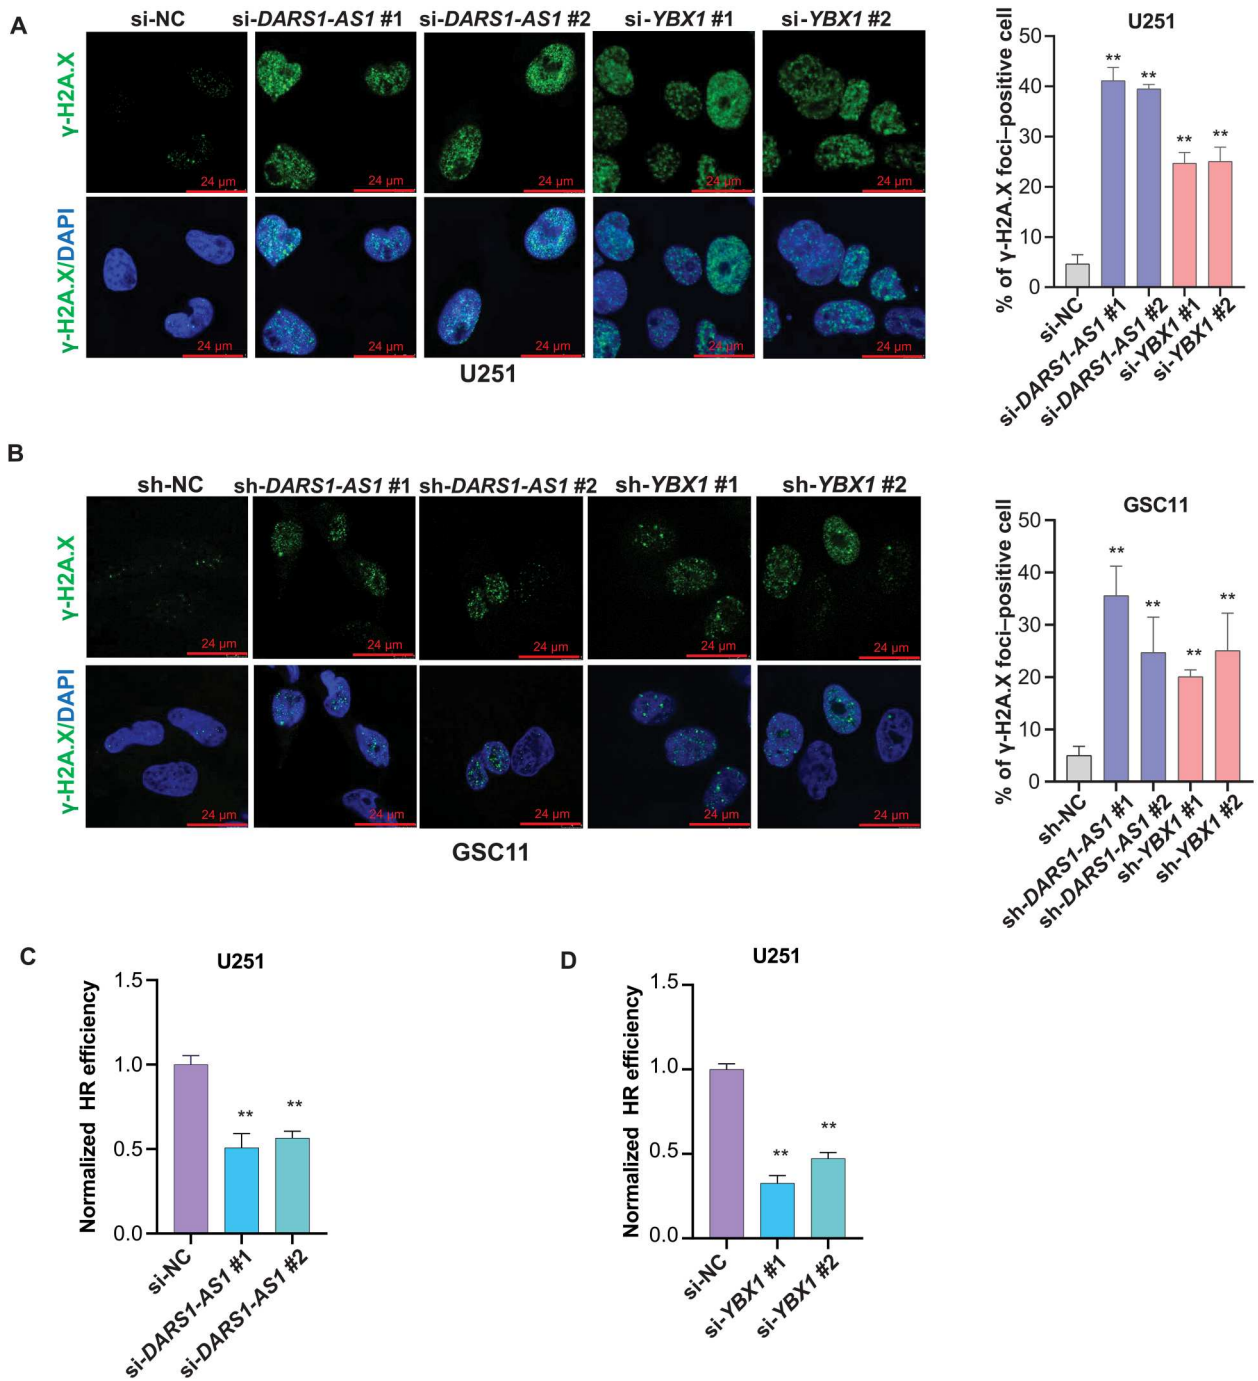 A
si-NC
si-DARS1-AS1 #1
si-DARS1-AS1 #2
si-YBX1 #1
si-YBX1 #2
γ-H2A.X
24 µm
24 µm
24 µm
24 µm
24 µm
γ-H2A.X/DAPI
24 µm
24 µm
24 µm
24 µm
24 µm
U251
U251
% of γ-H2A.X foci–positive cell
50
40
30
20
10
0
**
**
**
**
si-NC
si-DARS1-AS1 #1
si-DARS1-AS1 #2
si-YBX1 #1
si-YBX1 #2
B
sh-NC
sh-DARS1-AS1 #1
sh-DARS1-AS1 #2
sh-YBX1 #1
sh-YBX1 #2
γ-H2A.X
24 µm
24 µm
24 µm
24 µm
24 µm
γ-H2A.X/DAPI
24 µm
24 µm
24 µm
24 µm
24 µm
GSC11
GSC11
% of γ-H2A.X foci–positive cell
50
40
30
20
10
0
**
**
**
**
sh-NC
sh-DARS1-AS1 #1
sh-DARS1-AS1 #2
sh-YBX1 #1
sh-YBX1 #2
C
U251
Normalized HR efficiency
1.5
1.0
0.5
0.0
**
**
si-NC
si-DARS1-AS1 #1
si-DARS1-AS1 #2
D
U251
Normalized HR efficiency
1.5
1.0
0.5
0.0
**
**
si-NC
si-YBX1 #1
si-YBX1 #2